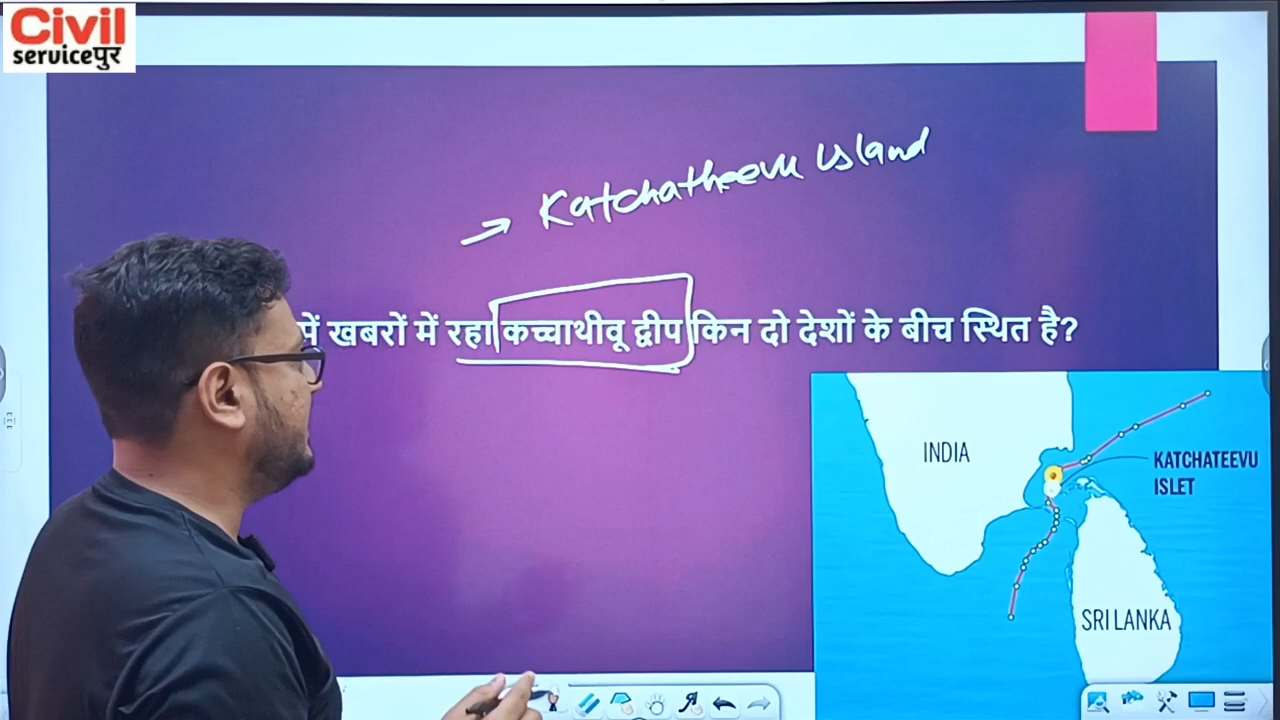 Civil
serviceपुर
→ Katchatheevu Island
में खबरों में रहा कच्चाथीवू द्वीप किन दो देशों के बीच स्थित है?
INDIA
KATCHATEEVU
ISLET
SRI LANKA